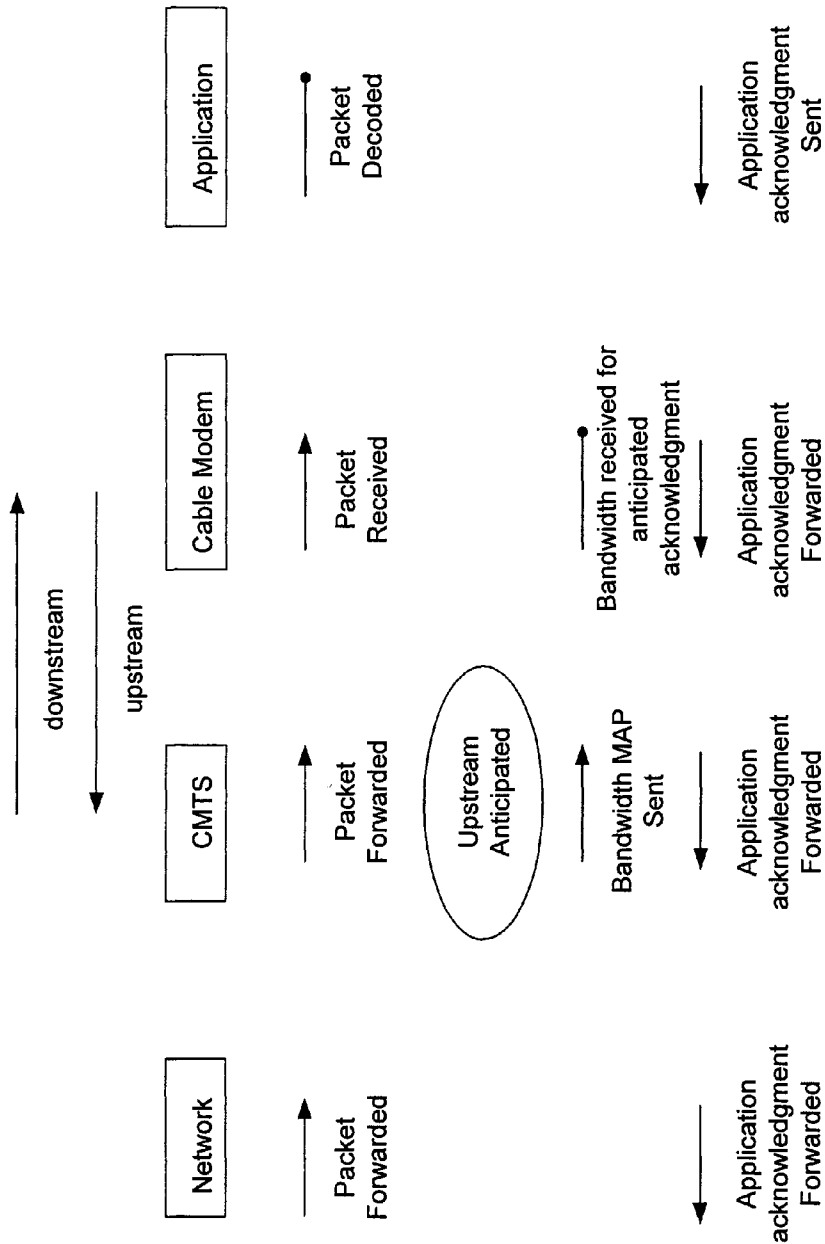 downstream
upstream
Network
CMTS
Cable Modem
Application
Packet
Forwarded
Packet
Forwarded
Packet
Received
Packet
Decoded
Upstream
Anticipated
Bandwidth MAP
Sent
Bandwidth received for
anticipated
acknowledgment
Application
acknowledgment
Forwarded
Application
acknowledgment
Forwarded
Application
acknowledgment
Forwarded
Application
acknowledgment
Sent